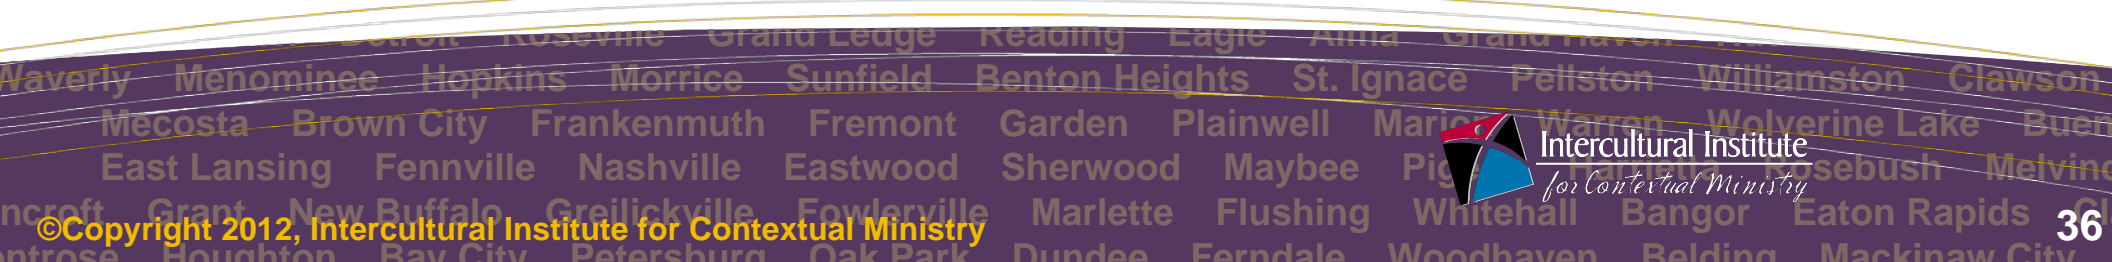 Detroit Roseville Grand Ledge Reading Eagle Alma Grand Haven
Waverly Menominee Hopkins Morrice Sunfield Benton Heights St. Ignace Pellston Williamston Clawson
Mecosta Brown City Frankenmuth Fremont Garden Plainwell Warren Wolverine Lake
Intercultural Institute
East Lansing Fennville Nashville Eastwood Sherwood Maybee
for Contextual Ministry
Grant New Buffalo Greilickville Fowlerville Marlette Flushing Whitehall Bangor Eaton Rapids
©Copyright 2012, Intercultural Institute for Contextual Ministry
36
Houghton Bay City Petersburg Oak Park Dundee Ferndale Woodhaven Belding Mackinaw City